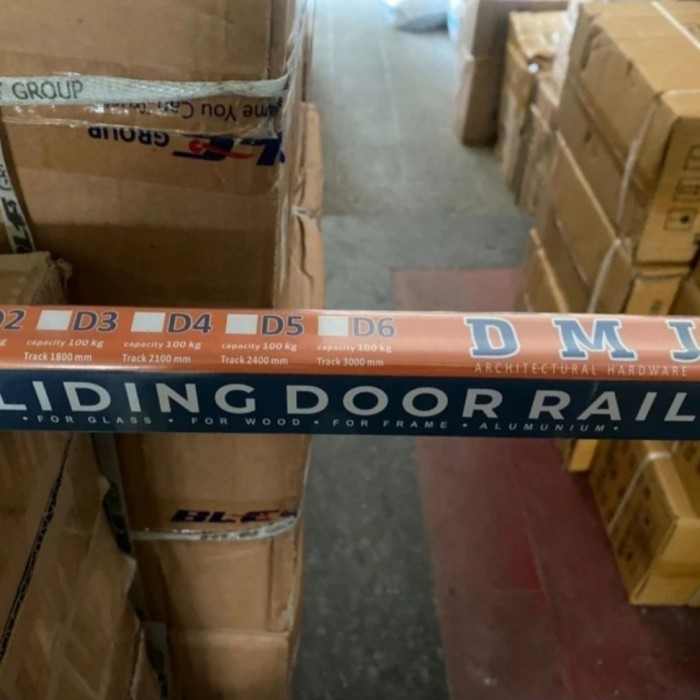 GROUP
GROUP
D2 D3 D4 D5 D6
capacity 100 kg capacity 100 kg capacity 100 kg capacity 100 kg
Track 1800 mm Track 2100 mm Track 2400 mm Track 3000 mm
D M J
ARCHITECTURAL HARDWARE
LIDING DOOR RAIL
• FOR GLASS • FOR WOOD • FOR FRAME • ALUMUNIUM •